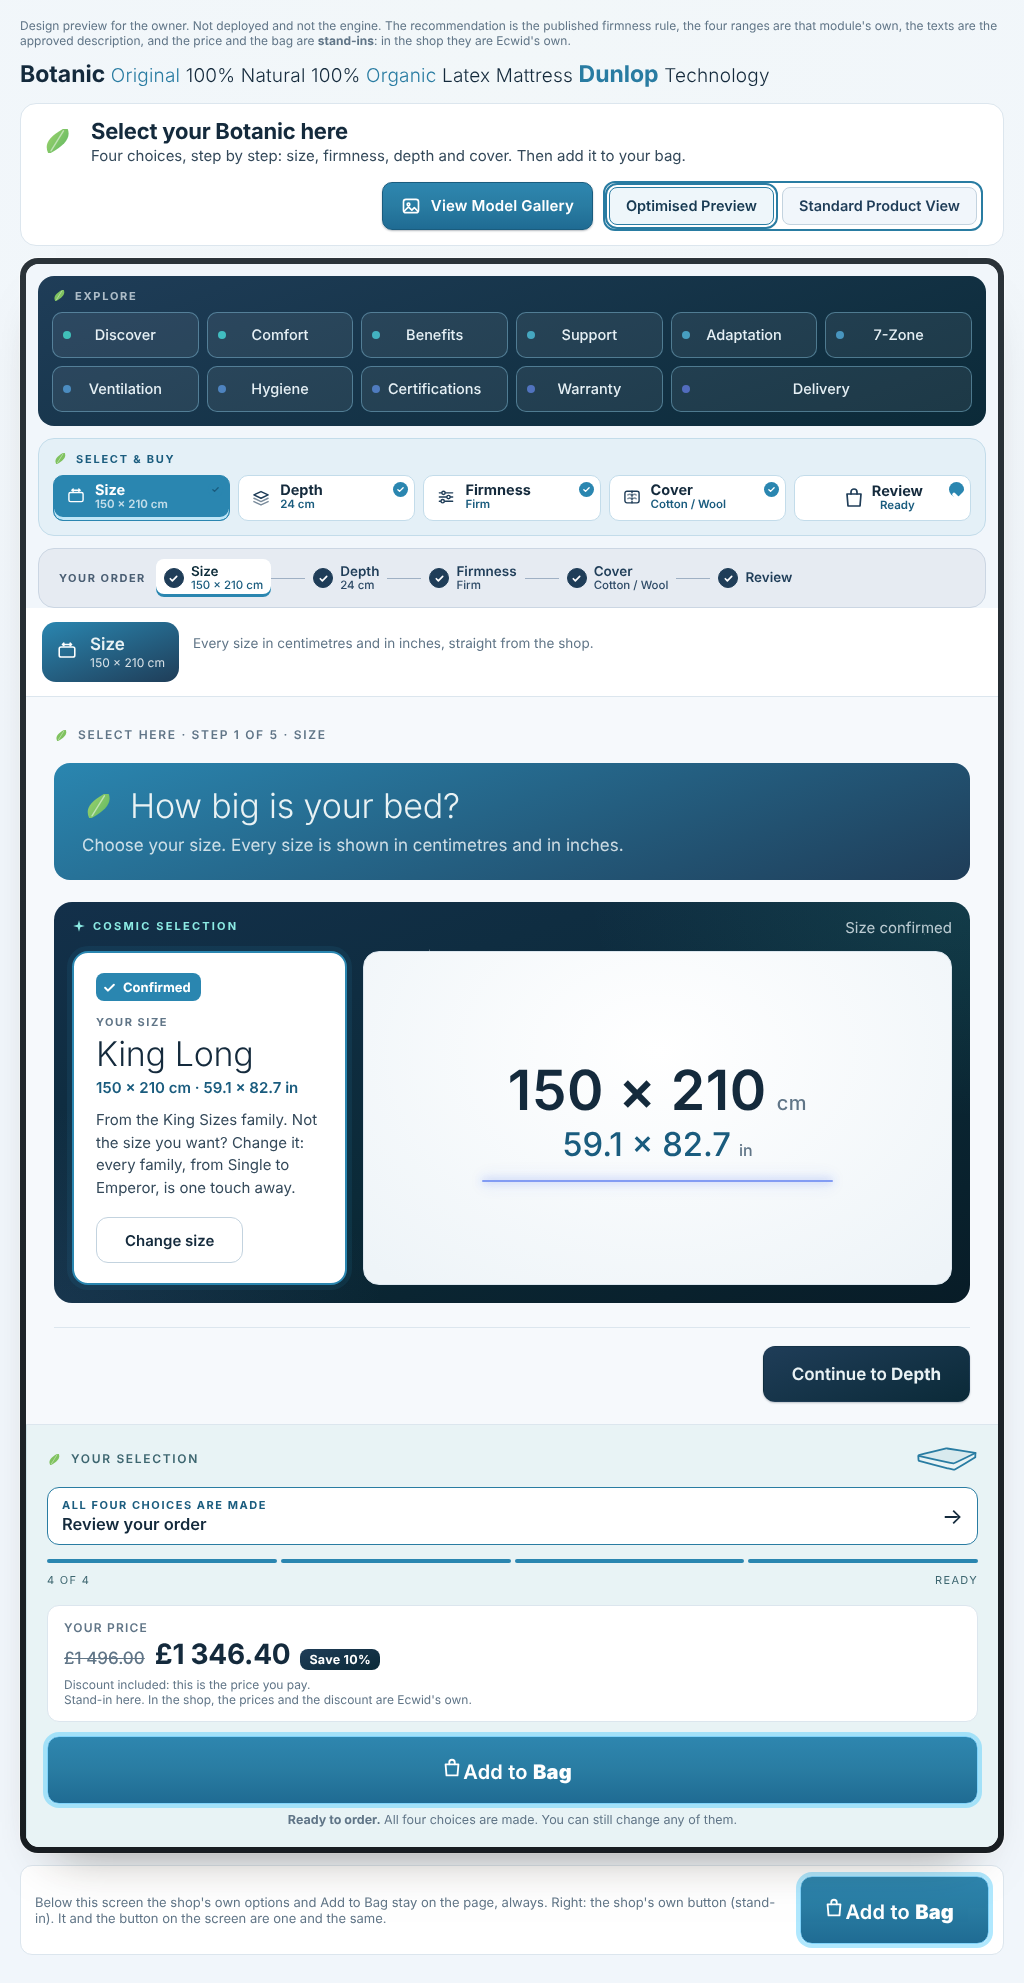 Design preview for the owner. Not deployed and not the engine. The recommendation is the published firmness rule, the four ranges are that module's own, the texts are the
approved description, and the price and the bag are stand-ins: in the shop they are Ecwid's own.
Botanic Original 100% Natural 100% Organic Latex Mattress Dunlop Technology
Select your Botanic here
Four choices, step by step: size, firmness, depth and cover. Then add it to your bag.
View Model Gallery
Optimised Preview
Standard Product View
EXPLORE
Discover
Comfort
Benefits
Support
Adaptation
7-Zone
Ventilation
Hygiene
Certifications
Warranty
Delivery
SELECT & BUY
Size
150 × 210 cm
Depth
24 cm
Firmness
Firm
Cover
Cotton / Wool
Review
Ready
YOUR ORDER
Size
150 × 210 cm
Depth
24 cm
Firmness
Firm
Cover
Cotton / Wool
Review
Size
150 × 210 cm
Every size in centimetres and in inches, straight from the shop.
SELECT HERE · STEP 1 OF 5 · SIZE
How big is your bed?
Choose your size. Every size is shown in centimetres and in inches.
COSMIC SELECTION
Size confirmed
Confirmed
YOUR SIZE
King Long
150 × 210 cm · 59.1 × 82.7 in
From the King Sizes family. Not
the size you want? Change it:
every family, from Single to
Emperor, is one touch away.
Change size
150 × 210 cm
59.1 × 82.7 in
Continue to Depth
YOUR SELECTION
ALL FOUR CHOICES ARE MADE
Review your order
4 OF 4
READY
YOUR PRICE
£1 496.00 £1 346.40 Save 10%
Discount included: this is the price you pay.
Stand-in here. In the shop, the prices and the discount are Ecwid's own.
Add to Bag
Ready to order. All four choices are made. You can still change any of them.
Below this screen the shop's own options and Add to Bag stay on the page, always. Right: the shop's own button (stand-
in). It and the button on the screen are one and the same.
Add to Bag